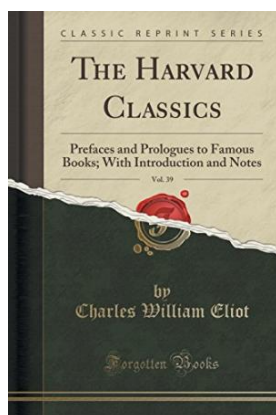 CLASSIC REPRINT SERIES
THE HARVARD
CLASSICS
Prefaces and Prologues to Famous
Books; With Introduction and Notes
Vol. 39
by
Charles William Eliot
Forgotten Books